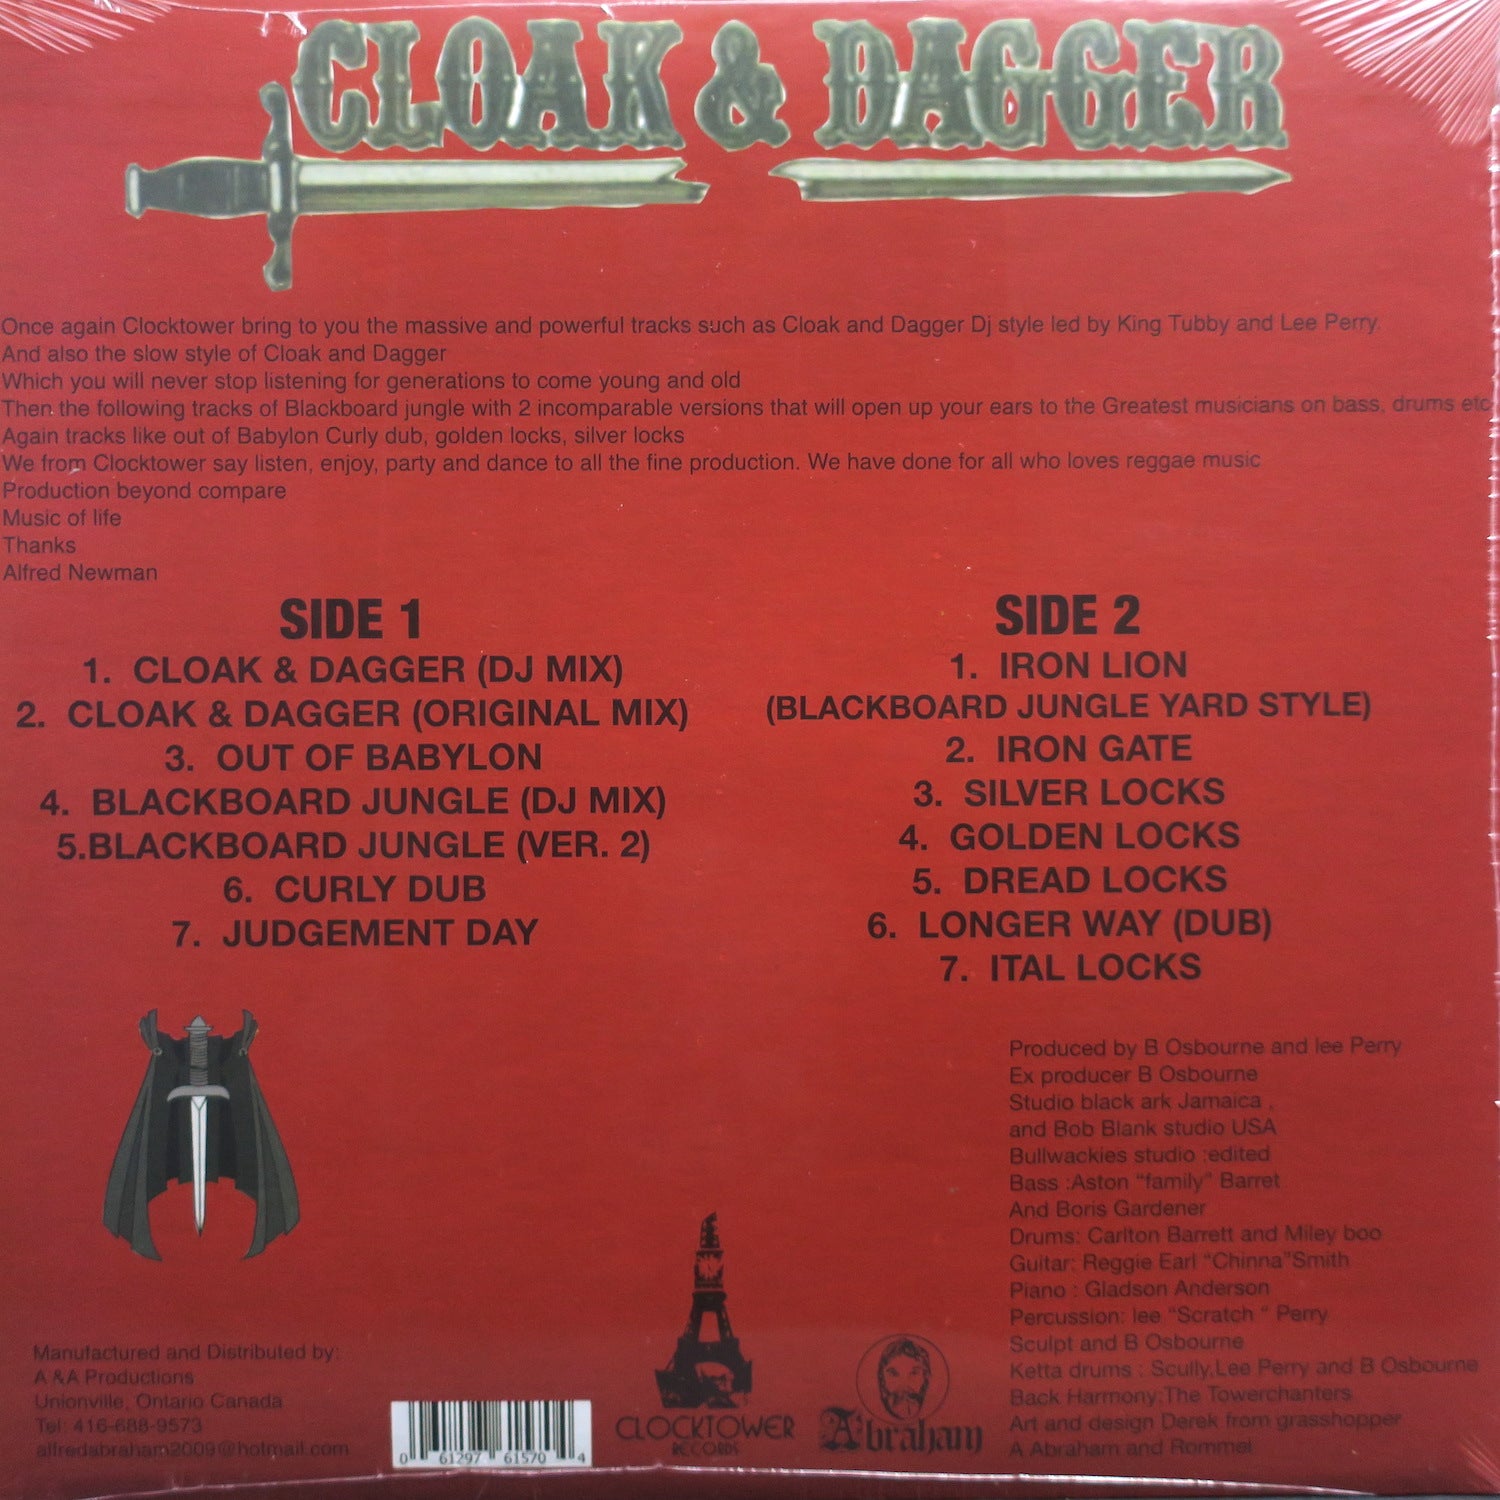 CLOAK & DAGGER
Once again Clocktower bring to you the massive and powerful tracks such as Cloak and Dagger Dj style led by King Tubby and Lee Perry.
And also the slow style of Cloak and Dagger
Which you will never stop listening for generations to come young and old
Then the following tracks of Blackboard jungle with 2 incomparable versions that will open up your ears to the Greatest musicians on bass, drums etc
Again tracks like out of Babylon Curly dub, golden locks, silver locks
We from Clocktower say listen, enjoy, party and dance to all the fine production. We have done for all who loves reggae music
Production beyond compare
Music of life
Thanks
Alfred Newman
SIDE 1
1. CLOAK & DAGGER (DJ MIX)
2. CLOAK & DAGGER (ORIGINAL MIX)
3. OUT OF BABYLON
4. BLACKBOARD JUNGLE (DJ MIX)
5.BLACKBOARD JUNGLE (VER. 2)
6. CURLY DUB
7. JUDGEMENT DAY
SIDE 2
1. IRON LION
(BLACKBOARD JUNGLE YARD STYLE)
2. IRON GATE
3. SILVER LOCKS
4. GOLDEN LOCKS
5. DREAD LOCKS
6. LONGER WAY (DUB)
7. ITAL LOCKS
Produced by B Osbourne and lee Perry
Ex producer B Osbourne
Studio black ark Jamaica ,
and Bob Blank studio USA
Bullwackies studio :edited
Bass :Aston "family" Barret
And Boris Gardener
Drums: Carlton Barrett and Miley boo
Guitar: Reggie Earl "Chinna"Smith
Piano : Gladson Anderson
Percussion: lee "Scratch " Perry
Sculpt and B Osbourne
Ketta drums : Scully,Lee Perry and B Osbourne
Back Harmony:The Towerchanters
Art and design Derek from grasshopper
A Abraham and Rommel
Manufactured and Distributed by:
A &A Productions
Unionville, Ontario Canada
Tel: 416-688-9573
alfredabraham2009@hotmail.com
0 61297 61570 4
CLOCKTOWER
RECORDS
Abraham